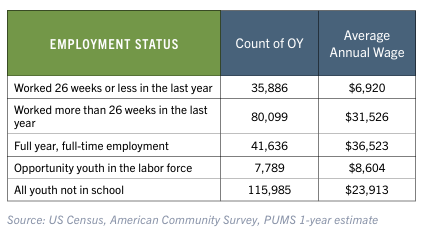 EMPLOYMENT STATUS
Count of OY
Average
Annual Wage
Worked 26 weeks or less in the last year
35,886
$6,920
Worked more than 26 weeks in the last
year
80,099
$31,526
Full year, full-time employment
41,636
$36,523
Opportunity youth in the labor force
7,789
$8,604
All youth not in school
115,985
$23,913
Source: US Census, American Community Survey, PUMS 1-year estimate